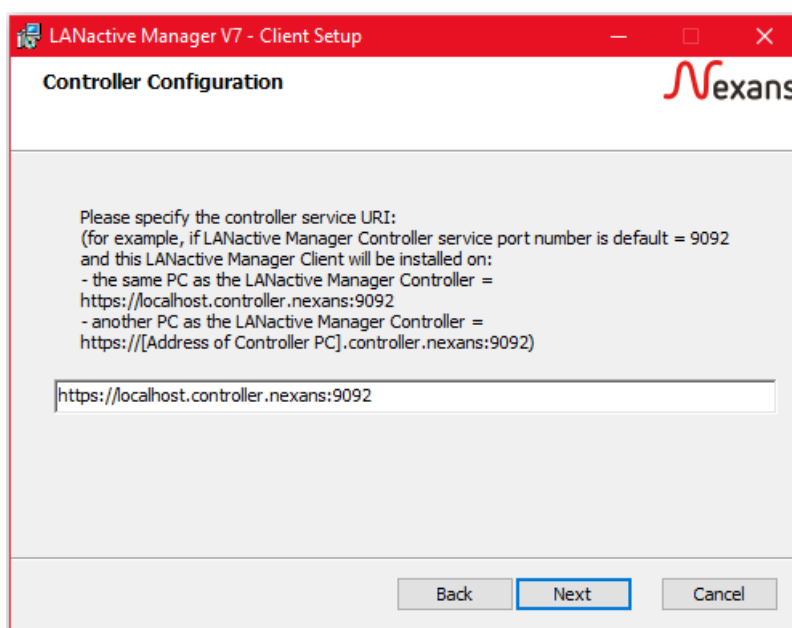 LANactive Manager V7 - Client Setup
Controller Configuration
Nexans
Please specify the controller service URI:
(for example, if LANactive Manager Controller service port number is default = 9092
and this LANactive Manager Client will be installed on:
- the same PC as the LANactive Manager Controller =
https://localhost.controller.nexans:9092
- another PC as the LANactive Manager Controller =
https://[Address of Controller PC].controller.nexans:9092)
https://localhost.controller.nexans:9092
Back Next Cancel